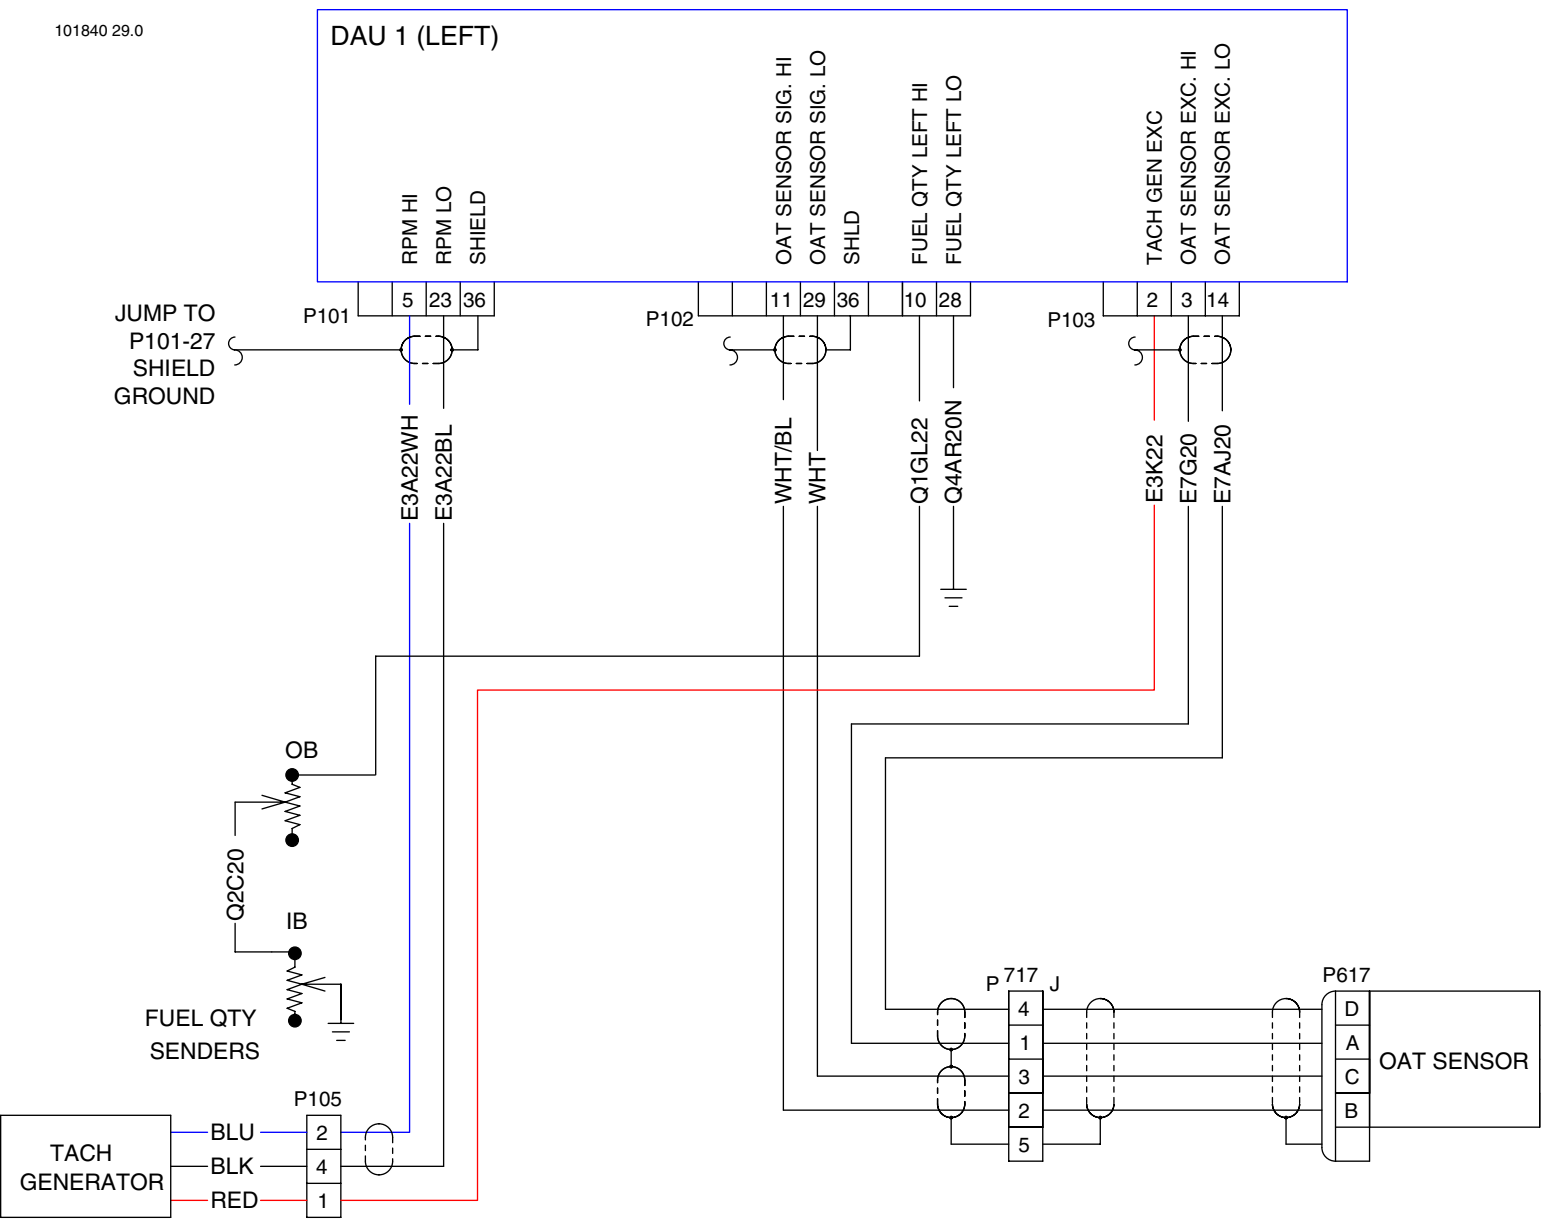 101840 29.0
DAU 1 (LEFT)
RPM HI
RPM LO
SHIELD
OAT SENSOR SIG. HI
OAT SENSOR SIG. LO
SHLD
FUEL QTY LEFT HI
FUEL QTY LEFT LO
TACH GEN EXC
OAT SENSOR EXC. HI
OAT SENSOR EXC. LO
P101
5
23
36
P102
11
29
36
10
28
P103
2
3
14
JUMP TO
P101-27
SHIELD
GROUND
E3A22WH
E3A22BL
WHT/BL
WHT
Q1GL22
Q4AR20N
E3K22
E7G20
E7AJ20
OB
Q2C20
IB
FUEL QTY
SENDERS
P 717 J
4
1
3
2
5
P617
D
A
C
B
OAT SENSOR
P105
TACH
GENERATOR
BLU
2
BLK
4
RED
1